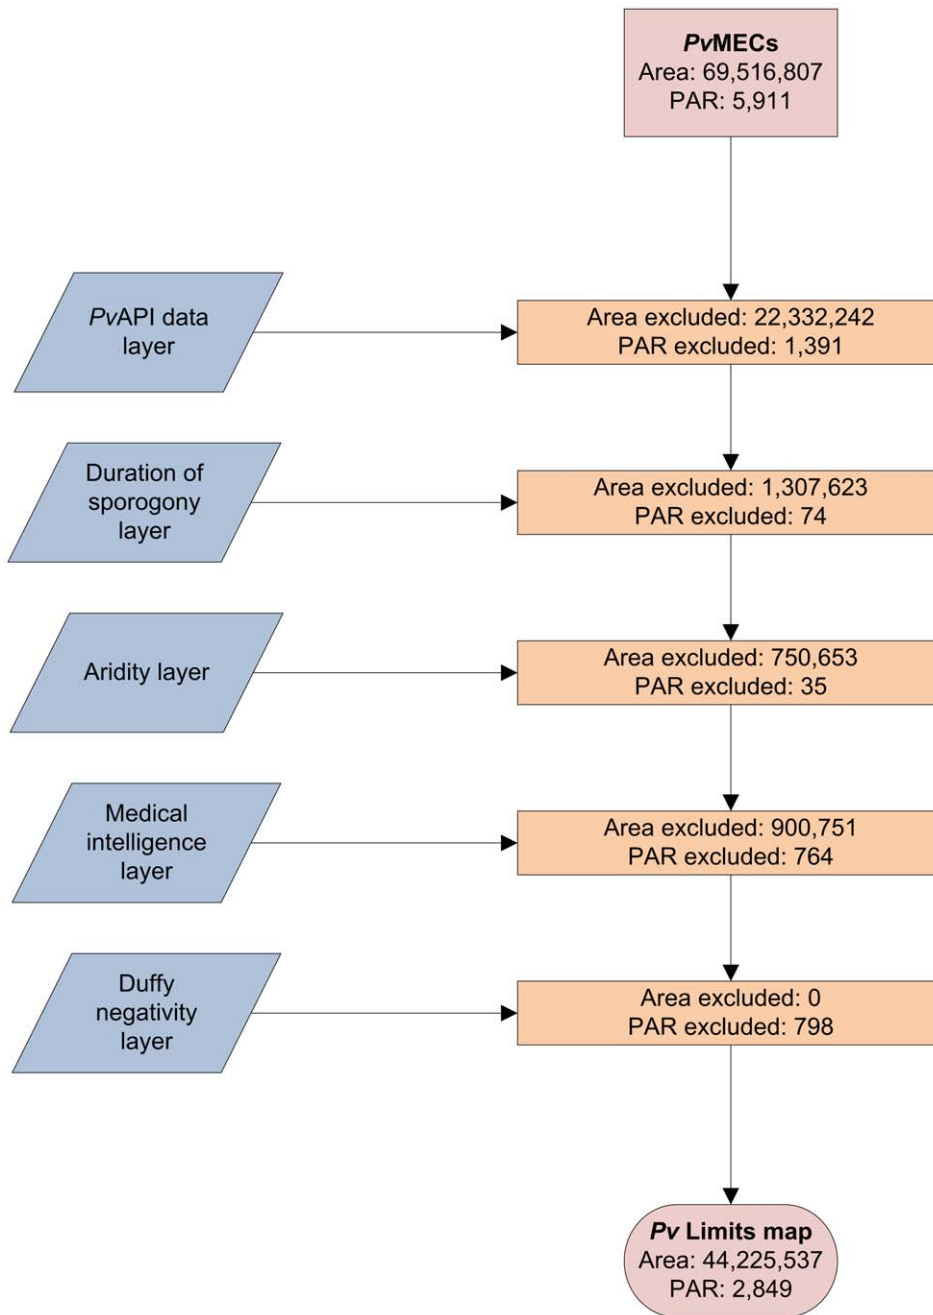 PvMECs
Area: 69,516,807
PAR: 5,911
PvAPI data
layer
Area excluded: 22,332,242
PAR excluded: 1,391
Duration of
sporogony
layer
Area excluded: 1,307,623
PAR excluded: 74
Aridity layer
Area excluded: 750,653
PAR excluded: 35
Medical
intelligence
layer
Area excluded: 900,751
PAR excluded: 764
Duffy
negativity
layer
Area excluded: 0
PAR excluded: 798
Pv Limits map
Area: 44,225,537
PAR: 2,849